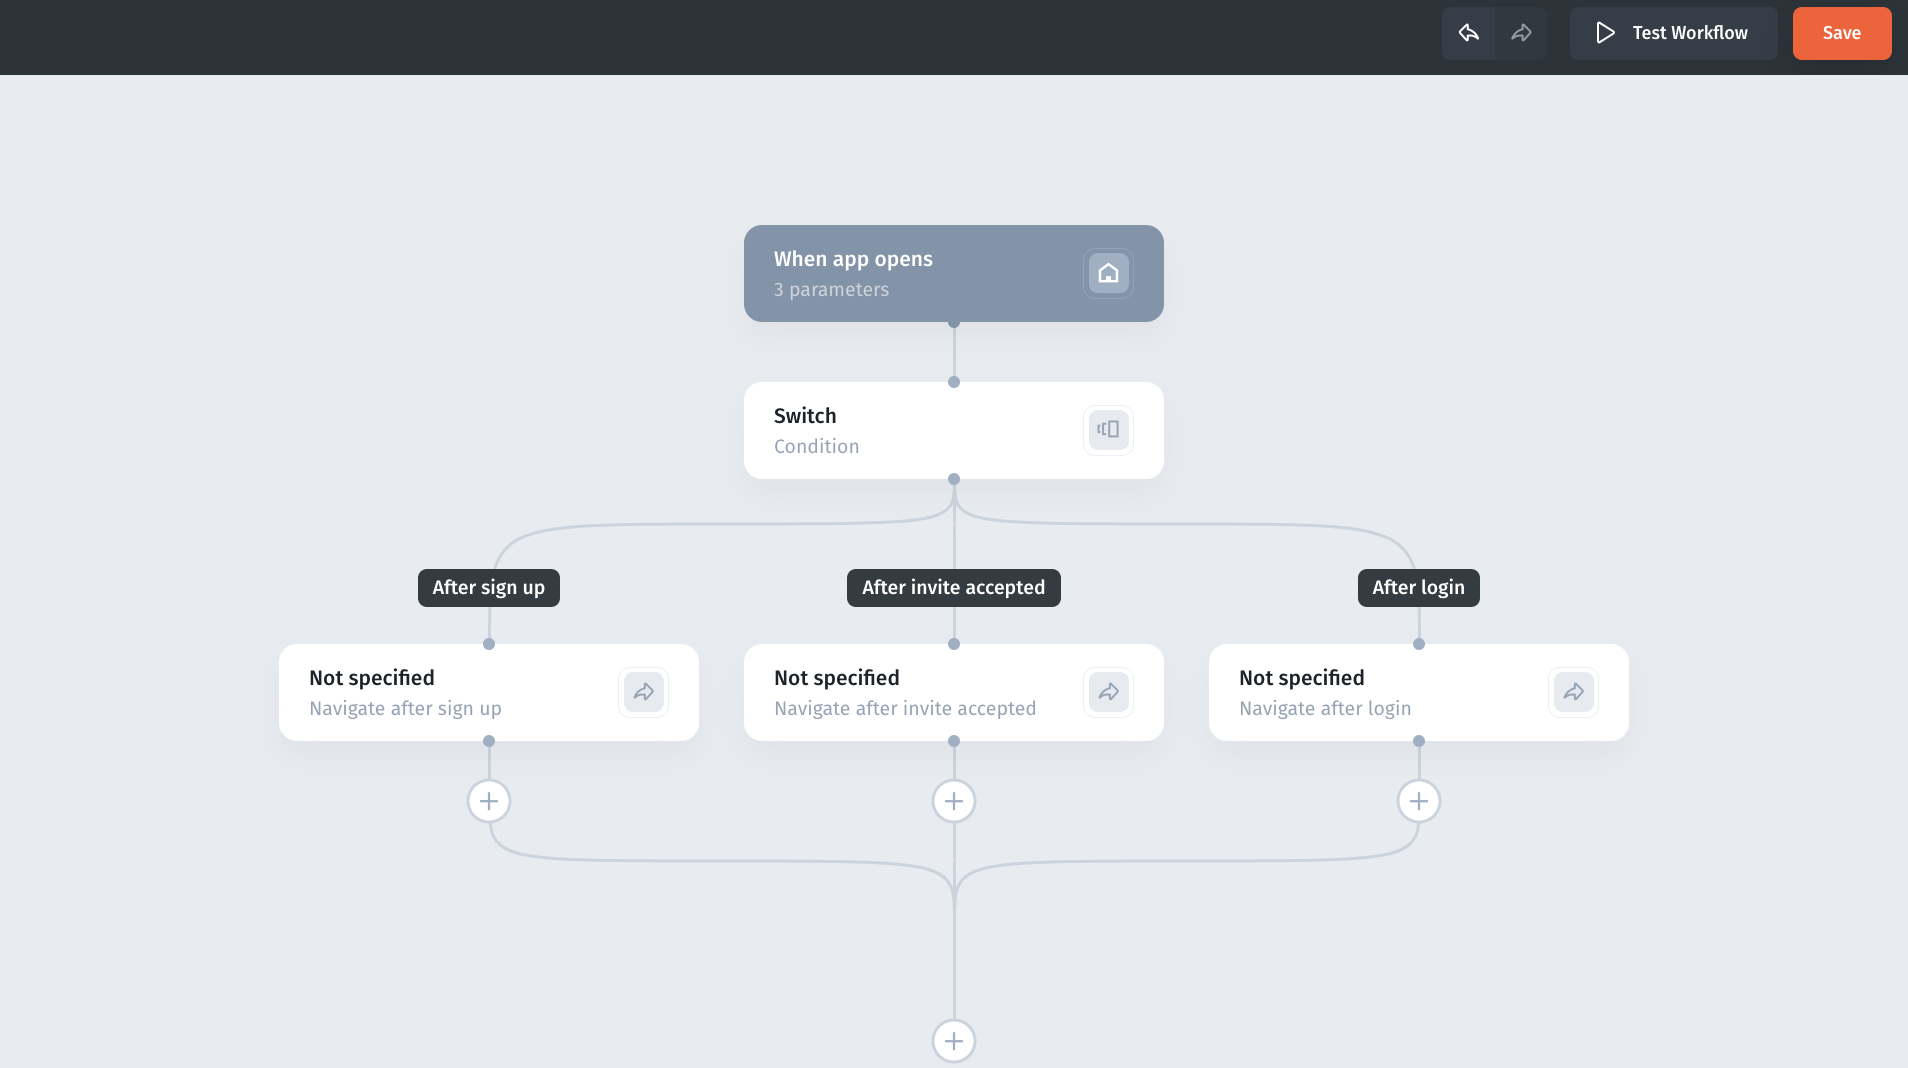 Test Workflow
Save
When app opens
3 parameters
Switch
Condition
After sign up
After invite accepted
After login
Not specified
Navigate after sign up
Not specified
Navigate after invite accepted
Not specified
Navigate after login